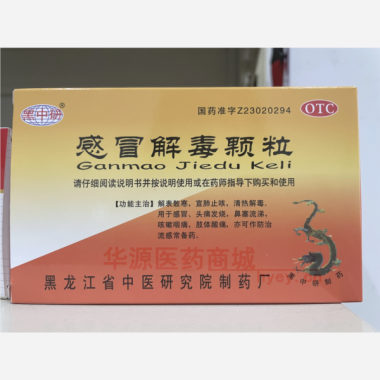 黑中研®
国药准字Z23020294
OTC
感冒解毒颗粒
Ganmao Jiedu Keli
请仔细阅读说明书并按说明使用或在药师指导下购买和使用
【功能主治】解表散寒，宣肺止咳，清热解毒。
用于感冒，头痛发烧，鼻塞流涕，
咳嗽咽痛，肢体酸痛，亦可作防治
流感常备药。
华源医药商城
黑龙江省中医研究院制药厂